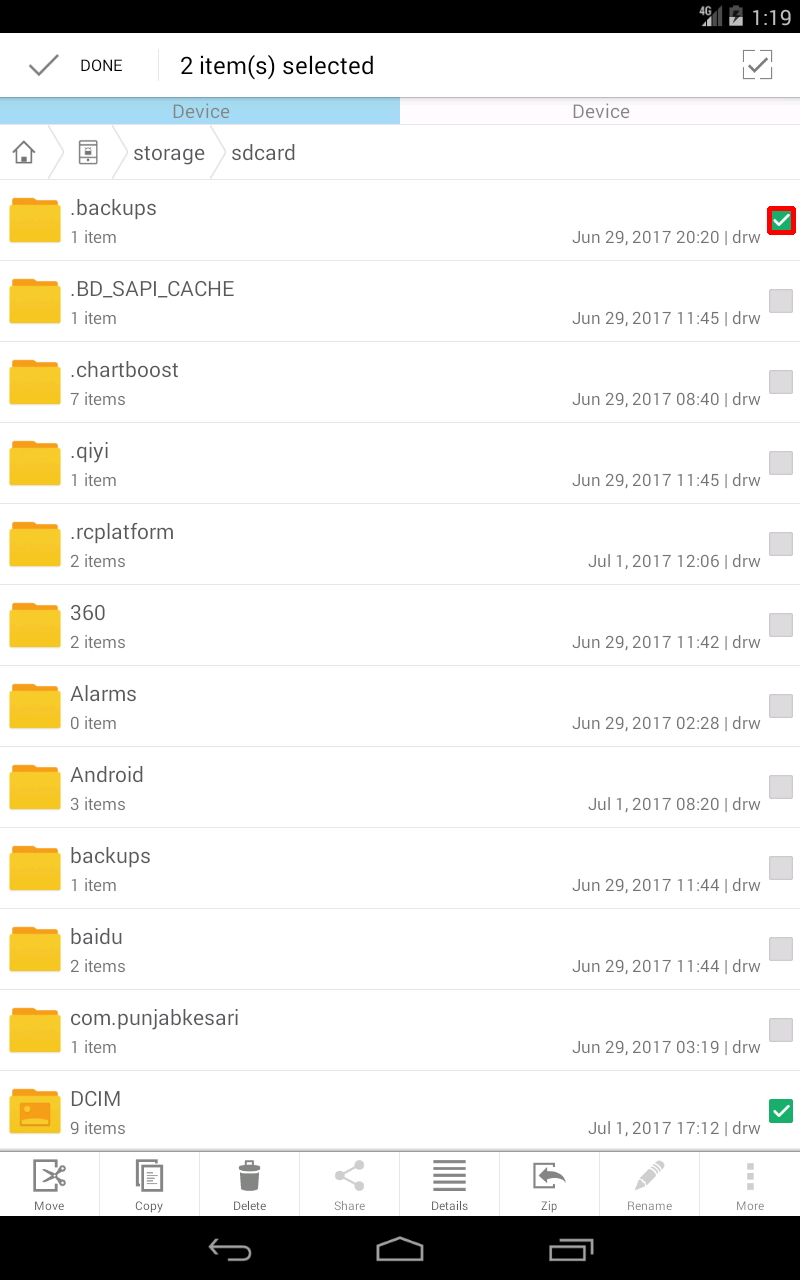 4G 1:19
DONE 2 item(s) selected
Device Device
storage sdcard
.backups
1 item Jun 29, 2017 20:20 | drw
.BD_SAPI_CACHE
1 item Jun 29, 2017 11:45 | drw
.chartboost
7 items Jun 29, 2017 08:40 | drw
.qiyi
1 item Jun 29, 2017 11:45 | drw
.rcplatform
2 items Jul 1, 2017 12:06 | drw
360
2 items Jun 29, 2017 11:42 | drw
Alarms
0 item Jun 29, 2017 02:28 | drw
Android
3 items Jul 1, 2017 08:20 | drw
backups
1 item Jun 29, 2017 11:44 | drw
baidu
2 items Jun 29, 2017 11:44 | drw
com.punjabkesari
1 item Jun 29, 2017 03:19 | drw
DCIM
9 items Jul 1, 2017 17:12 | drw
Move Copy Delete Share Details Zip Rename More